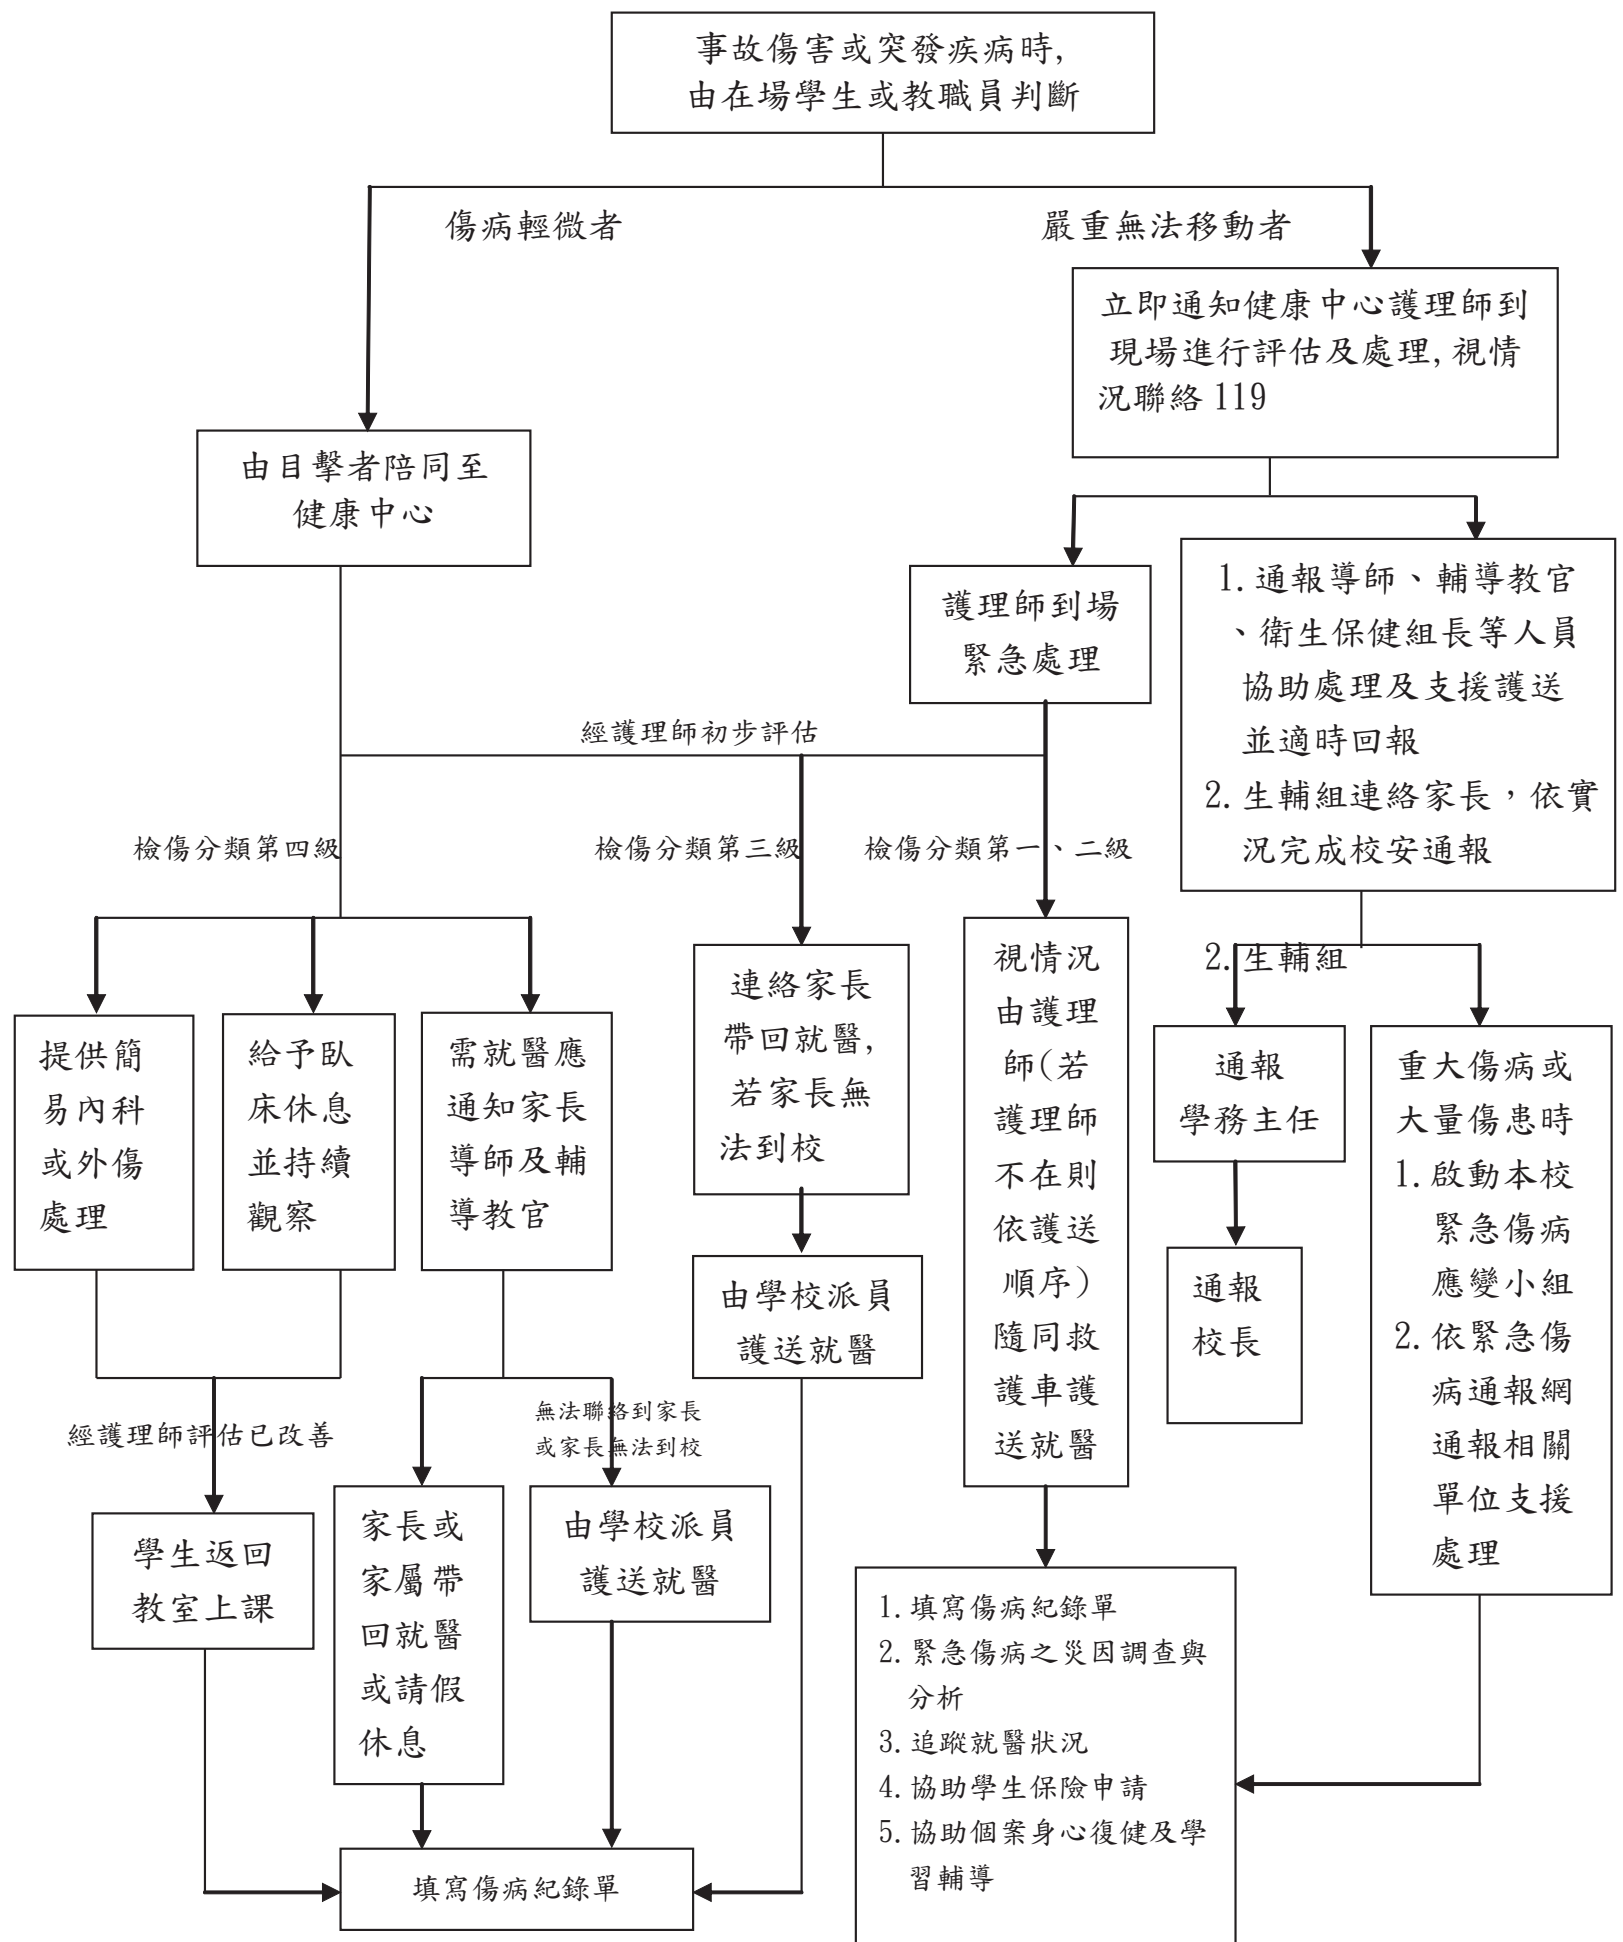 事故傷害或突發疾病時,
由在場學生或教職員判斷
傷病輕微者
嚴重無法移動者
立即通知健康中心護理師到
現場進行評估及處理,視情
況聯絡 119
由目擊者陪同至
健康中心
護理師到場
緊急處理
1. 通報導師、輔導教官
、衛生保健組長等人員
協助處理及支援護送
並適時回報
2. 生輔組連絡家長，依實
況完成校安通報
經護理師初步評估
檢傷分類第四級
檢傷分類第三級
檢傷分類第一、二級
2. 生輔組
提供簡
易內科
或外傷
處理
給予臥
床休息
並持續
觀察
需就醫應
通知家長
導師及輔
導教官
連絡家長
帶回就醫,
若家長無
法到校
視情況
由護理
師(若
護理師
不在則
依護送
順序)
隨同救
護車護
送就醫
通報
學務主任
重大傷病或
大量傷患時
1. 啟動本校
緊急傷病
應變小組
2. 依緊急傷
病通報網
通報相關
單位支援
處理
由學校派員
護送就醫
通報
校長
經護理師評估已改善
無法聯絡到家長
或家長無法到校
學生返回
教室上課
家長或
家屬帶
回就醫
或請假
休息
由學校派員
護送就醫
1. 填寫傷病紀錄單
2. 緊急傷病之災因調查與
分析
3. 追蹤就醫狀況
4. 協助學生保險申請
5. 協助個案身心復健及學
習輔導
填寫傷病紀錄單